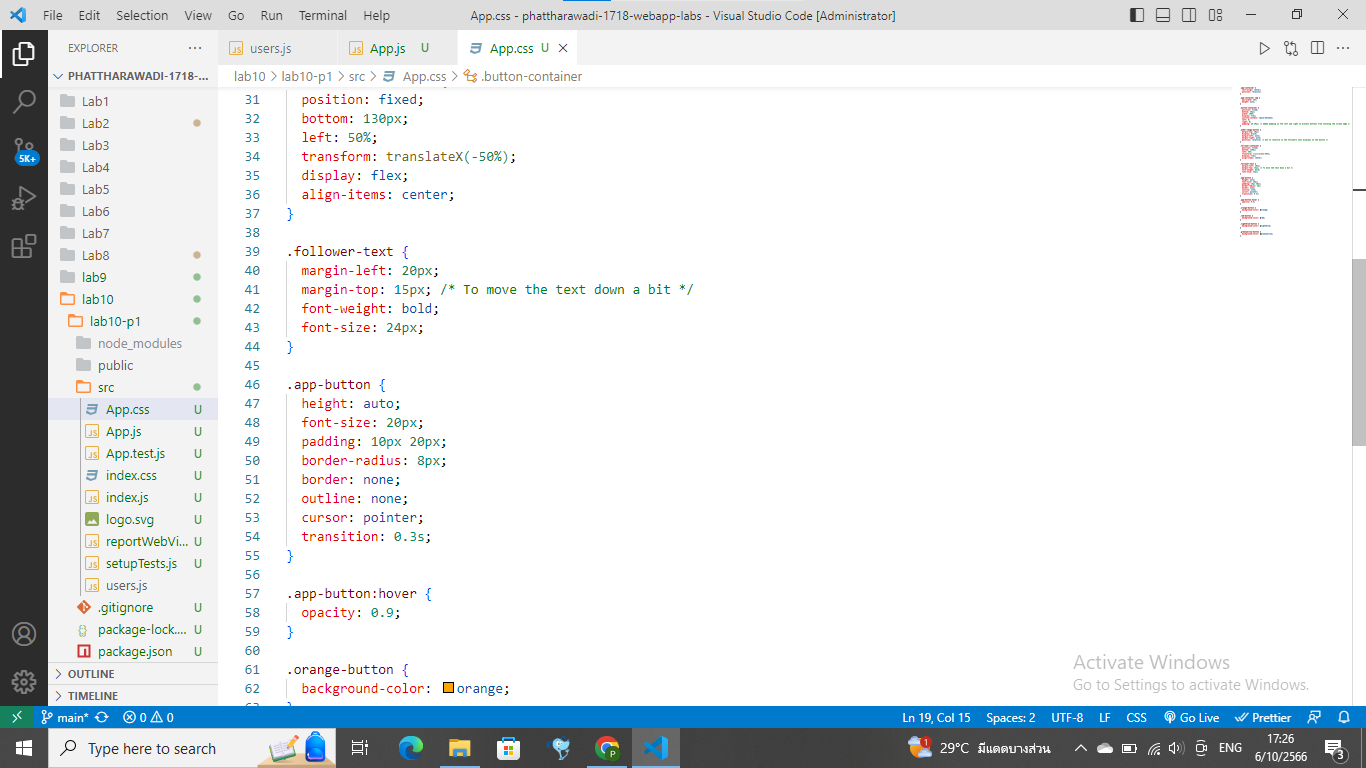 File Edit Selection View Go Run Terminal Help
App.css - phattharawadi-1718-webapp-labs - Visual Studio Code [Administrator]
EXPLORER
users.js
App.js U
App.css U
PHATTHARAWADI-1718-...
lab10 > lab10-p1 > src > App.css > .button-container
Lab1
Lab2
Lab3
Lab4
Lab5
Lab6
Lab7
Lab8
lab9
lab10
lab10-p1
node_modules
public
src
App.css U
App.js U
App.test.js U
index.css U
index.js U
logo.svg U
reportWebVi... U
setupTests.js U
users.js
.gitignore U
package-lock.... U
package.json U
OUTLINE
TIMELINE
5K+
31 position: fixed;
32 bottom: 130px;
33 left: 50%;
34 transform: translateX(-50%);
35 display: flex;
36 align-items: center;
37 }
38
39 .follower-text {
40 margin-left: 20px;
41 margin-top: 15px; /* To move the text down a bit */
42 font-weight: bold;
43 font-size: 24px;
44 }
45
46 .app-button {
47 height: auto;
48 font-size: 20px;
49 padding: 10px 20px;
50 border-radius: 8px;
51 border: none;
52 outline: none;
53 cursor: pointer;
54 transition: 0.3s;
55 }
56
57 .app-button:hover {
58 opacity: 0.9;
59 }
60
61 .orange-button {
62 background-color: orange;
Activate Windows
Go to Settings to activate Windows.
main* 0 0
Ln 19, Col 15 Spaces: 2 UTF-8 LF CSS Go Live Prettier
Type here to search
1 29°C มีแดดบางส่วน
ENG
17:26
6/10/2566
3